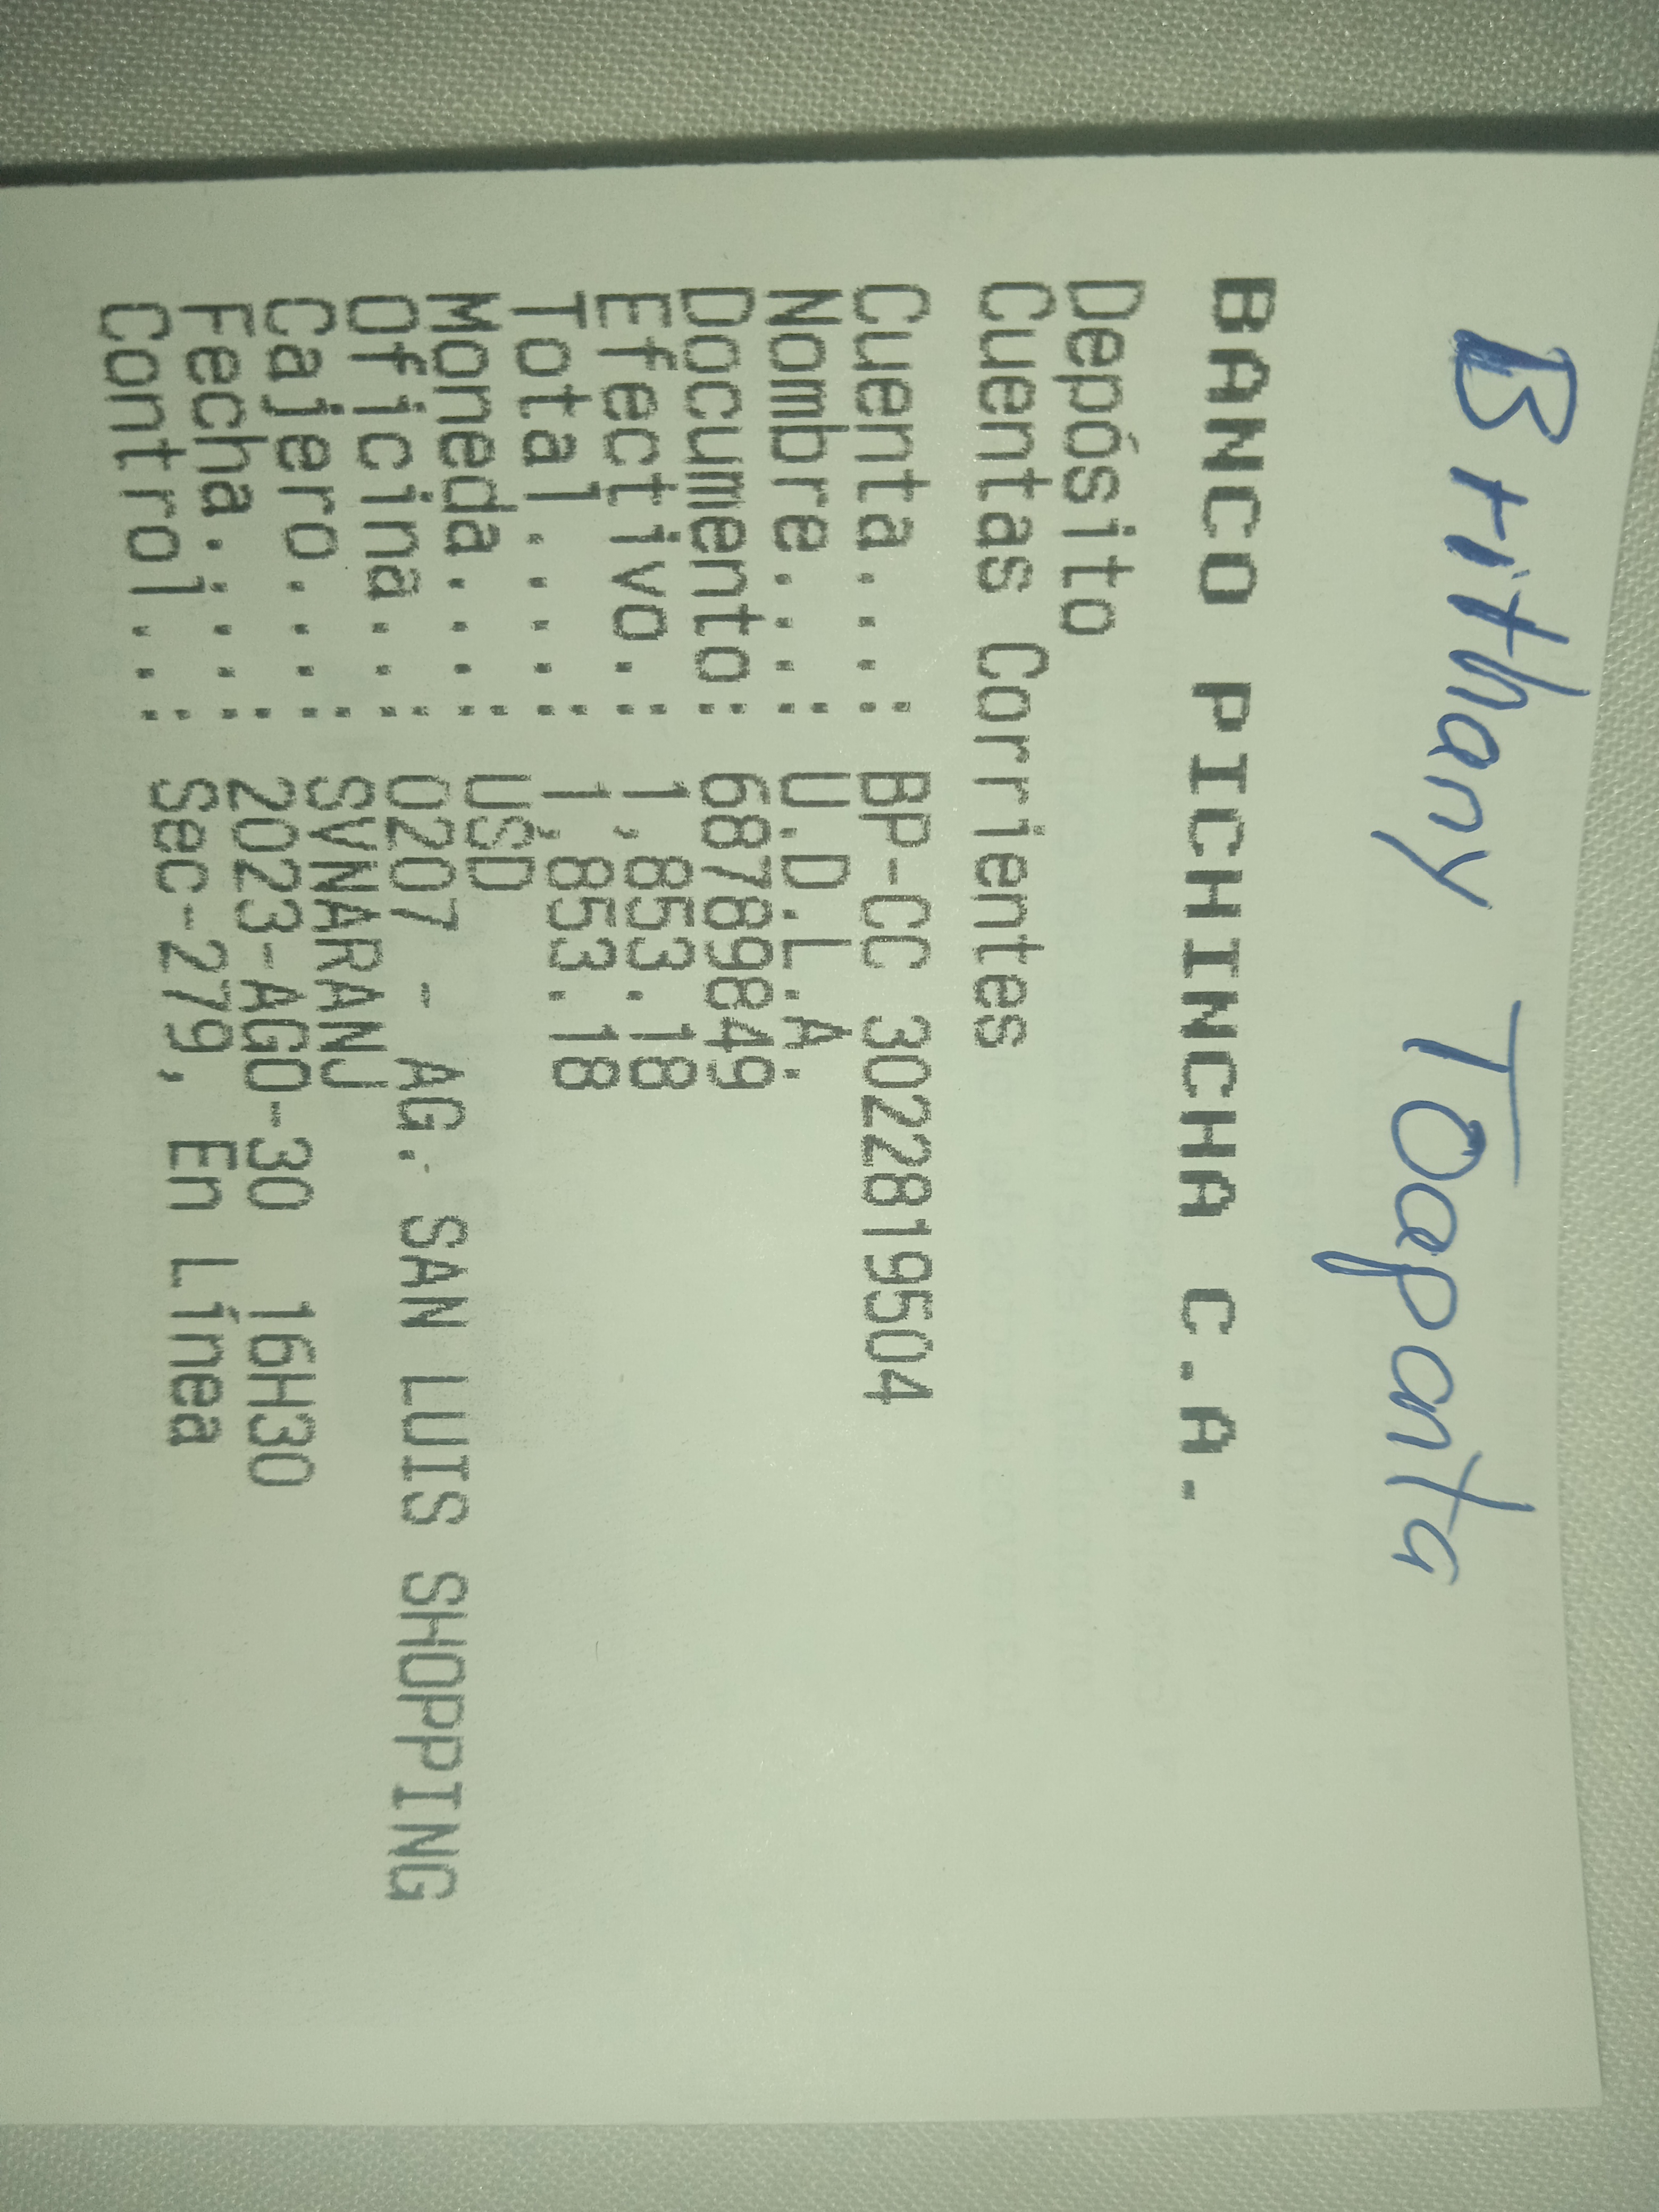 Brithany Toapanta
BANCO PICHINCHA C.A.
Depósito
Cuentas Corrientes
Cuenta....: BP-CC 3022819504
Nombre....: U.D.L.A.
Documento: 68789849
Efectivo..: 1,853.18
Total.....: 1,853.18
Moneda....: USD
Oficina...: 0207 - AG. SAN LUIS SHOPPING
Cajero....: SVNARANJ
Fecha.....: 2023-AGO-30 16H30
Control...: Sec-279, En Línea